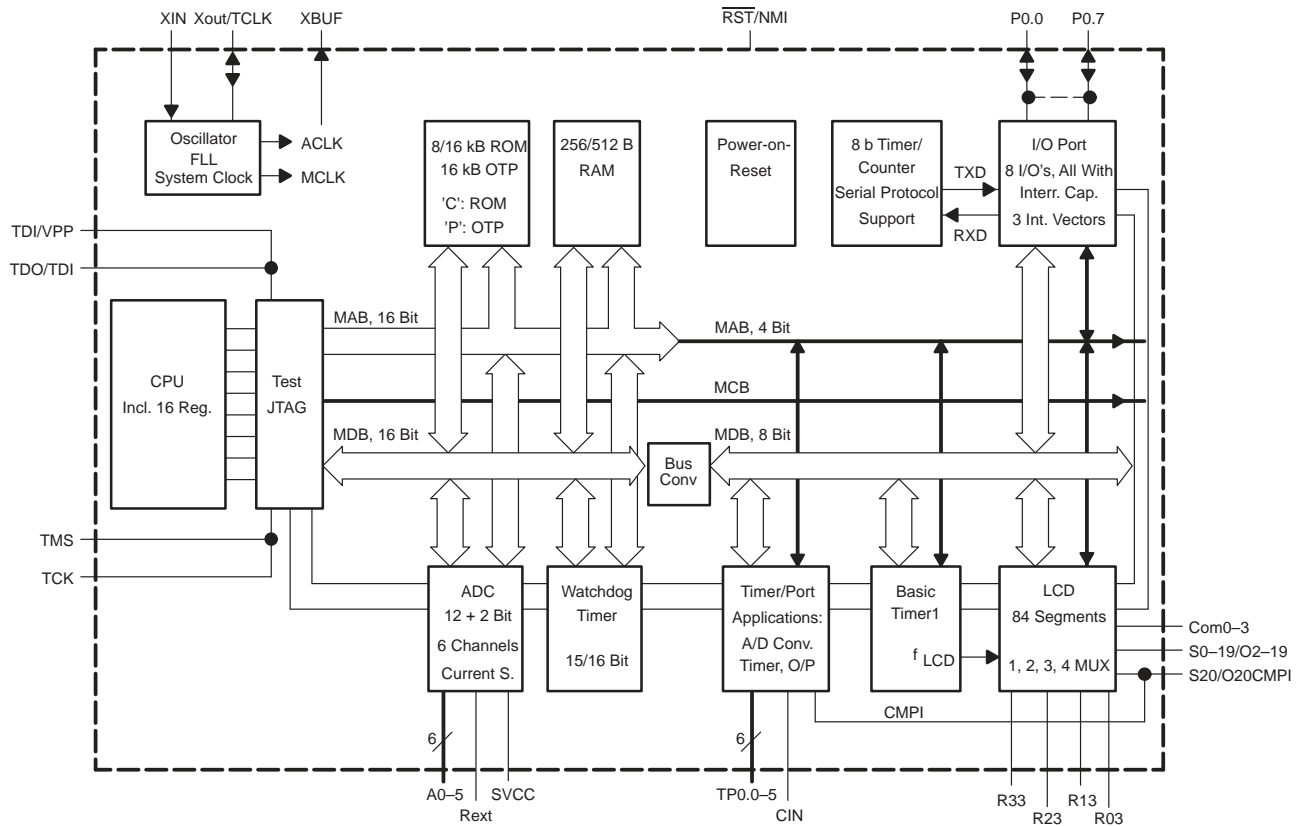 XIN
Xout/TCLK
XBUF
RST/NMI
P0.0
P0.7
Oscillator
FLL
System Clock
ACLK
MCLK
8/16 kB ROM
16 kB OTP
'C': ROM
'P': OTP
256/512 B
RAM
Power-on-
Reset
8 b Timer/
Counter
Serial Protocol
Support
TXD
RXD
I/O Port
8 I/O's, All With
Interr. Cap.
3 Int. Vectors
TDI/VPP
TDO/TDI
CPU
Incl. 16 Reg.
Test
JTAG
MAB, 16 Bit
MAB, 4 Bit
MCB
MDB, 16 Bit
MDB, 8 Bit
Bus
Conv
TMS
TCK
ADC
12 + 2 Bit
6 Channels
Current S.
Watchdog
Timer
15/16 Bit
Timer/Port
Applications:
A/D Conv.
Timer, O/P
Basic
Timer1
f LCD
LCD
84 Segments
1, 2, 3, 4 MUX
Com0–3
S0–19/O2–19
S20/O20CMPI
CMPI
6
6
A0–5
Rext
SVCC
TP0.0–5
CIN
R33
R23
R13
R03